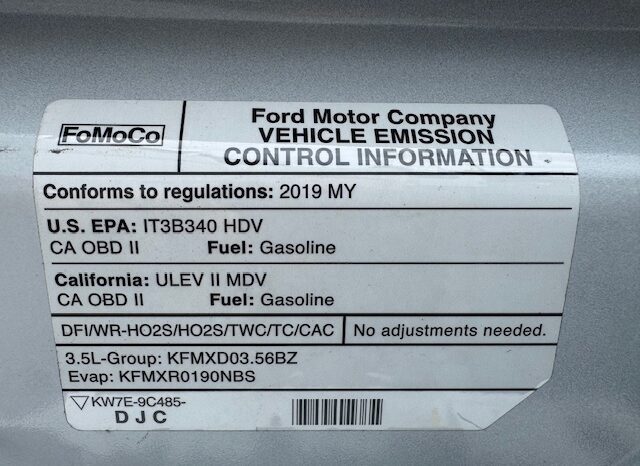 FoMoCo
Ford Motor Company
VEHICLE EMISSION
CONTROL INFORMATION
Conforms to regulations: 2019 MY
U.S. EPA: IT3B340 HDV
CA OBD II Fuel: Gasoline
California: ULEV II MDV
CA OBD II Fuel: Gasoline
DFI/WR-HO2S/HO2S/TWC/TC/CAC No adjustments needed.
3.5L-Group: KFMXD03.56BZ
Evap: KFMXR0190NBS
KW7E-9C485-
DJC